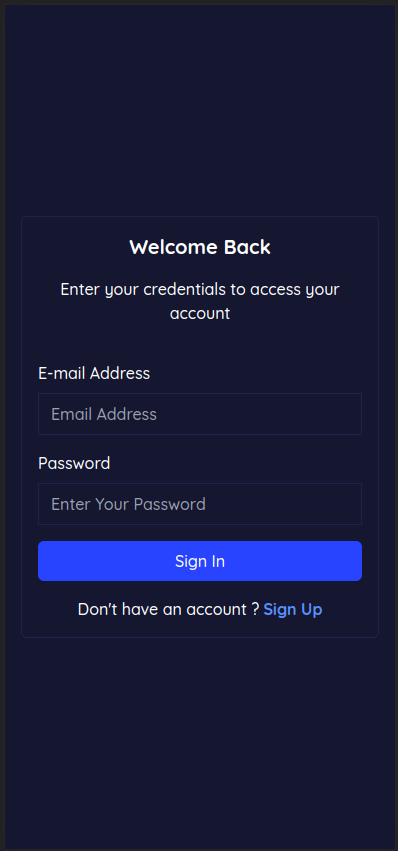 Welcome Back
Enter your credentials to access your
account
E-mail Address
Email Address
Password
Enter Your Password
Sign In
Don't have an account ? Sign Up